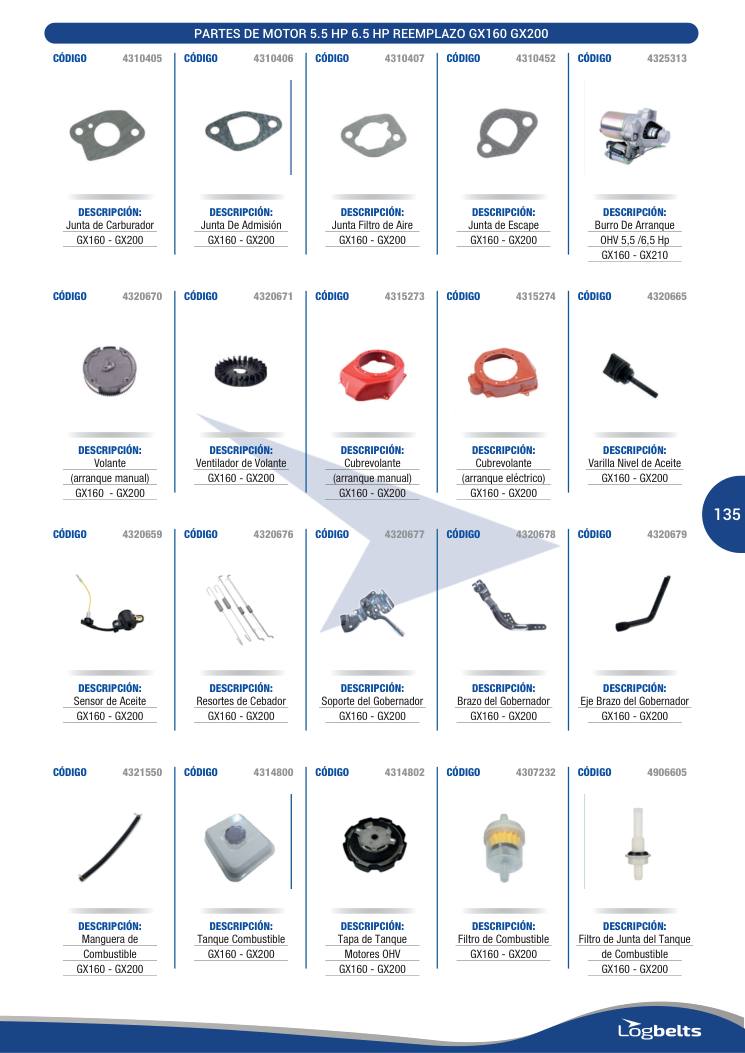 PARTES DE MOTOR 5.5 HP 6.5 HP REEMPLAZO GX160 GX200
CÓDIGO 4310405
DESCRIPCIÓN:
Junta de Carburador
GX160 - GX200
CÓDIGO 4310406
DESCRIPCIÓN:
Junta De Admisión
GX160 - GX200
CÓDIGO 4310407
DESCRIPCIÓN:
Junta Filtro de Aire
GX160 - GX200
CÓDIGO 4310452
DESCRIPCIÓN:
Junta de Escape
GX160 - GX200
CÓDIGO 4325313
DESCRIPCIÓN:
Burro De Arranque
OHV 5,5 /6,5 Hp
GX160 - GX210
CÓDIGO 4320670
DESCRIPCIÓN:
Volante
(arranque manual)
GX160 - GX200
CÓDIGO 4320671
DESCRIPCIÓN:
Ventilador de Volante
GX160 - GX200
CÓDIGO 4315273
DESCRIPCIÓN:
Cubrevolante
(arranque manual)
GX160 - GX200
CÓDIGO 4315274
DESCRIPCIÓN:
Cubrevolante
(arranque eléctrico)
GX160 - GX200
CÓDIGO 4320665
DESCRIPCIÓN:
Varilla Nivel de Aceite
GX160 - GX200
135
CÓDIGO 4320659
DESCRIPCIÓN:
Sensor de Aceite
GX160 - GX200
CÓDIGO 4320676
DESCRIPCIÓN:
Resortes de Cebador
GX160 - GX200
CÓDIGO 4320677
DESCRIPCIÓN:
Soporte del Gobernador
GX160 - GX200
CÓDIGO 4320678
DESCRIPCIÓN:
Brazo del Gobernador
GX160 - GX200
CÓDIGO 4320679
DESCRIPCIÓN:
Eje Brazo del Gobernador
GX160 - GX200
CÓDIGO 4321550
DESCRIPCIÓN:
Manguera de
Combustible
GX160 - GX200
CÓDIGO 4314800
DESCRIPCIÓN:
Tanque Combustible
GX160 - GX200
CÓDIGO 4314802
DESCRIPCIÓN:
Tapa de Tanque
Motores OHV
GX160 - GX200
CÓDIGO 4307232
DESCRIPCIÓN:
Filtro de Combustible
GX160 - GX200
CÓDIGO 4906605
DESCRIPCIÓN:
Filtro de Junta del Tanque
de Combustible
GX160 - GX200
Logbelts